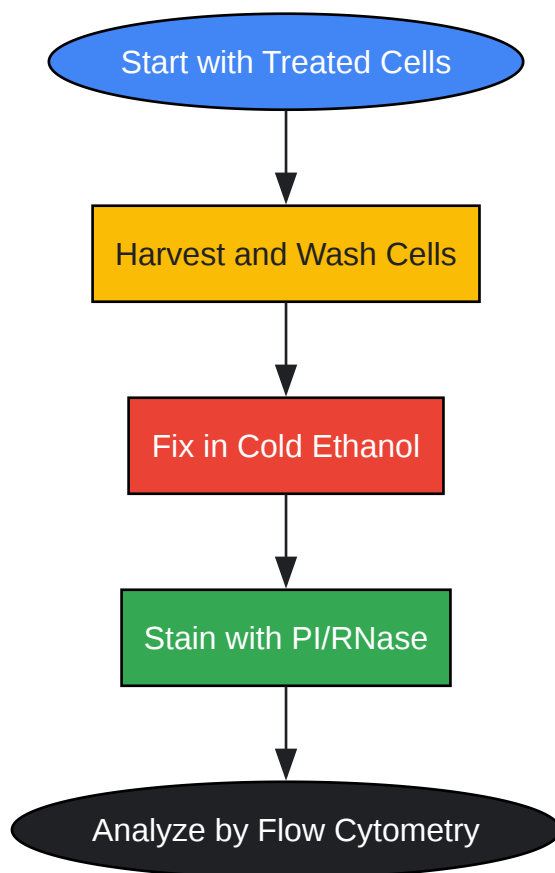 Start with Treated Cells
Harvest and Wash Cells
Fix in Cold Ethanol
Stain with PI/RNase
Analyze by Flow Cytometry